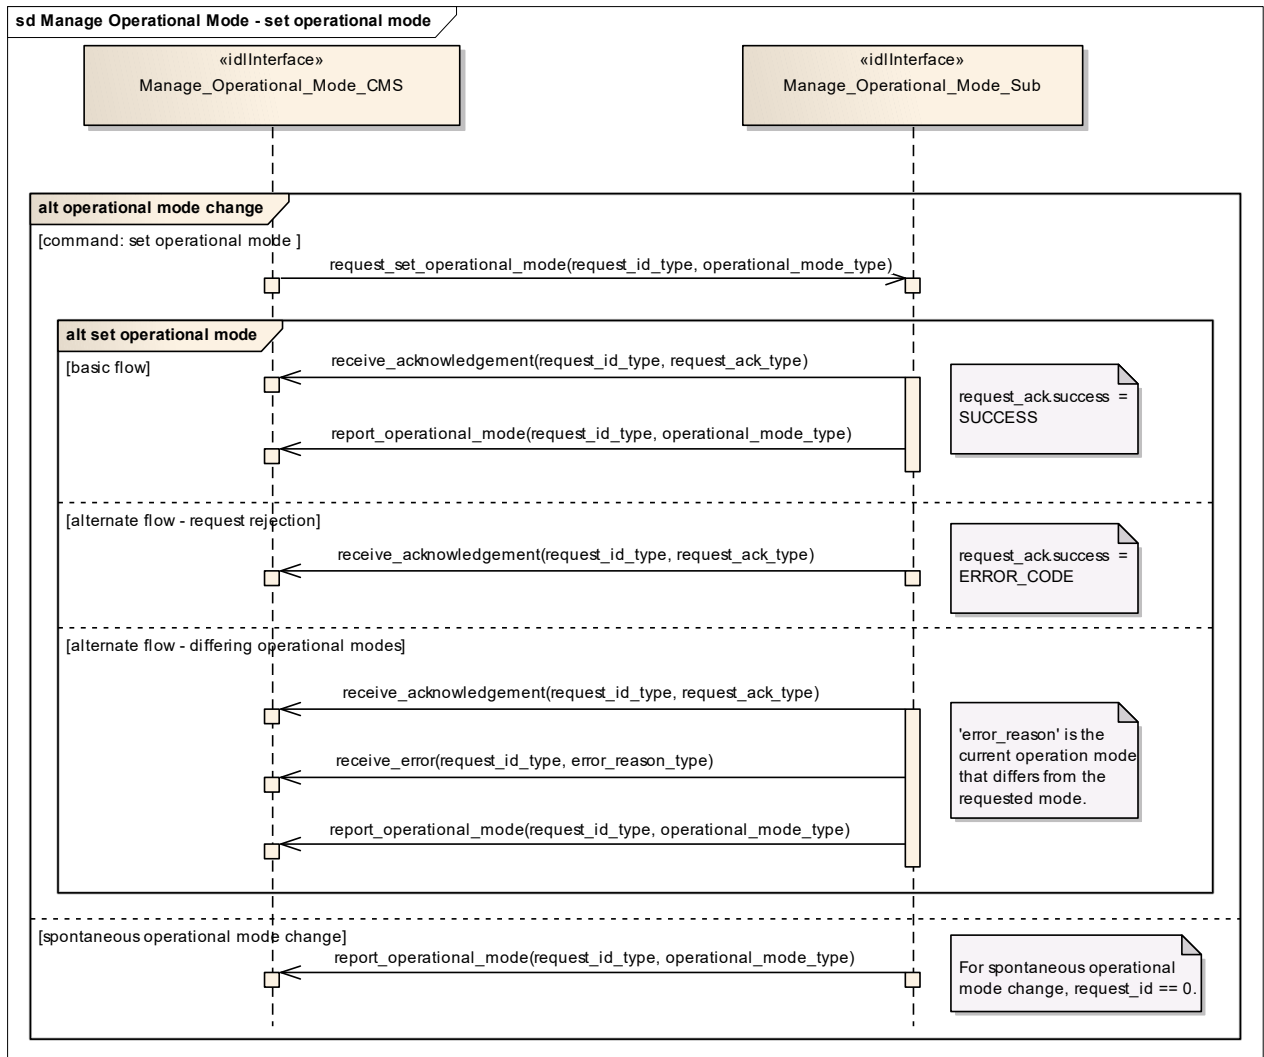 sd Manage Operational Mode - set operational mode
«idlInterface»
Manage_Operational_Mode_CMS
«idlInterface»
Manage_Operational_Mode_Sub
alt operational mode change
[command: set operational mode ]
request_set_operational_mode(request_id_type, operational_mode_type)
alt set operational mode
[basic flow]
receive_acknowledgement(request_id_type, request_ack_type)
request_ack.success =
SUCCESS
report_operational_mode(request_id_type, operational_mode_type)
[alternate flow - request rejection]
receive_acknowledgement(request_id_type, request_ack_type)
request_ack.success =
ERROR_CODE
[alternate flow - differing operational modes]
receive_acknowledgement(request_id_type, request_ack_type)
receive_error(request_id_type, error_reason_type)
'error_reason' is the
current operation mode
that differs from the
requested mode.
report_operational_mode(request_id_type, operational_mode_type)
[spontaneous operational mode change]
report_operational_mode(request_id_type, operational_mode_type)
For spontaneous operational
mode change, request_id == 0.